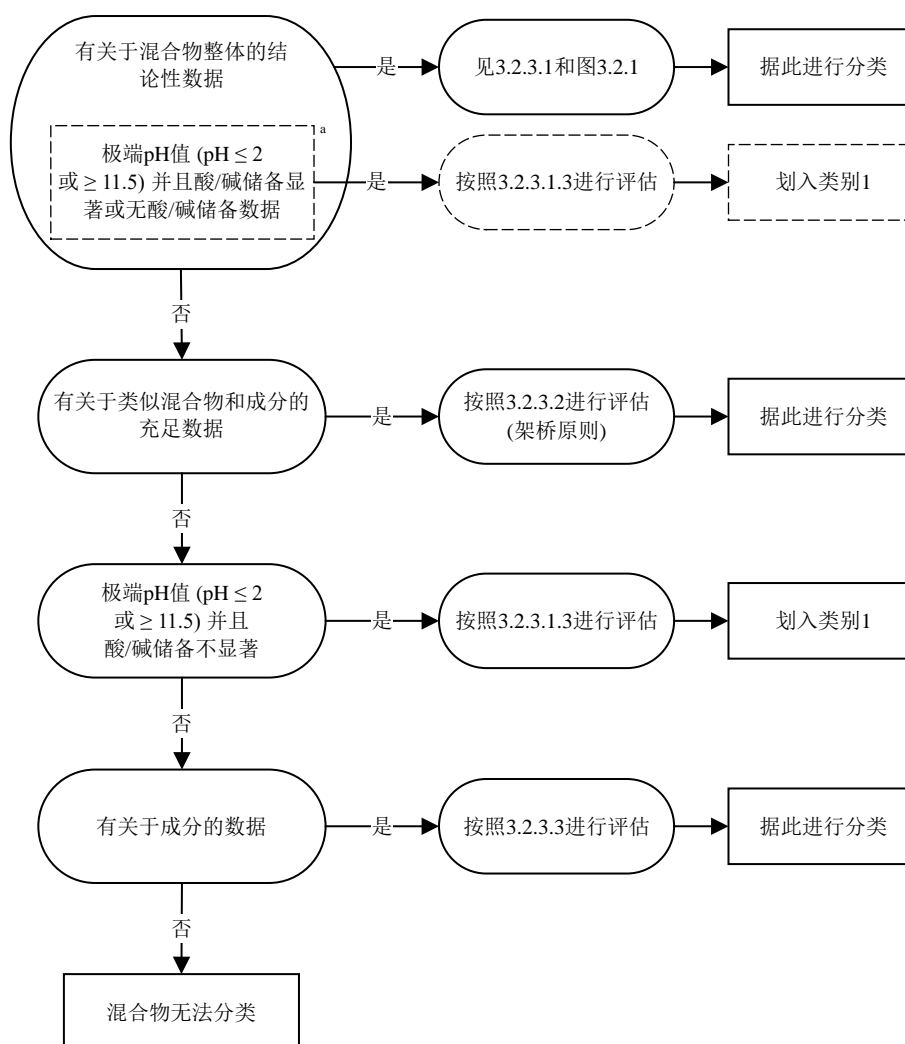 有关于混合物整体的结
论性数据
是
见3.2.3.1和图3.2.1
据此进行分类
a
极端pH值 (pH ≤ 2
或 ≥ 11.5) 并且酸/碱储备显
著或无酸/碱储备数据
是
按照3.2.3.1.3进行评估
划入类别1
否
有关于类似混合物和成分的
充足数据
是
按照3.2.3.2进行评估
(架桥原则)
据此进行分类
否
极端pH值 (pH ≤ 2
或 ≥ 11.5) 并且
酸/碱储备不显著
是
按照3.2.3.1.3进行评估
划入类别1
否
有关于成分的数据
是
按照3.2.3.3进行评估
据此进行分类
否
混合物无法分类